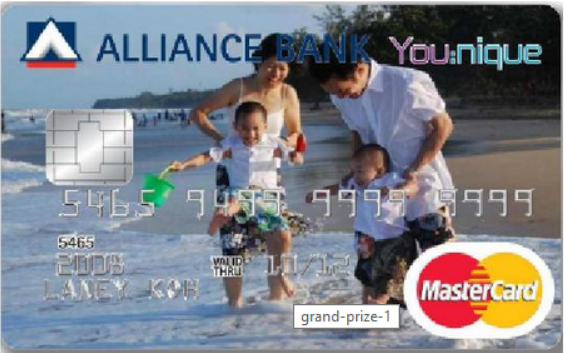 ALLIANCE BANK You:nique
5465 9499 9999 9999
5465
2008 VALID THRU 10/12
LANEY KOH
MasterCard
grand-prize-1